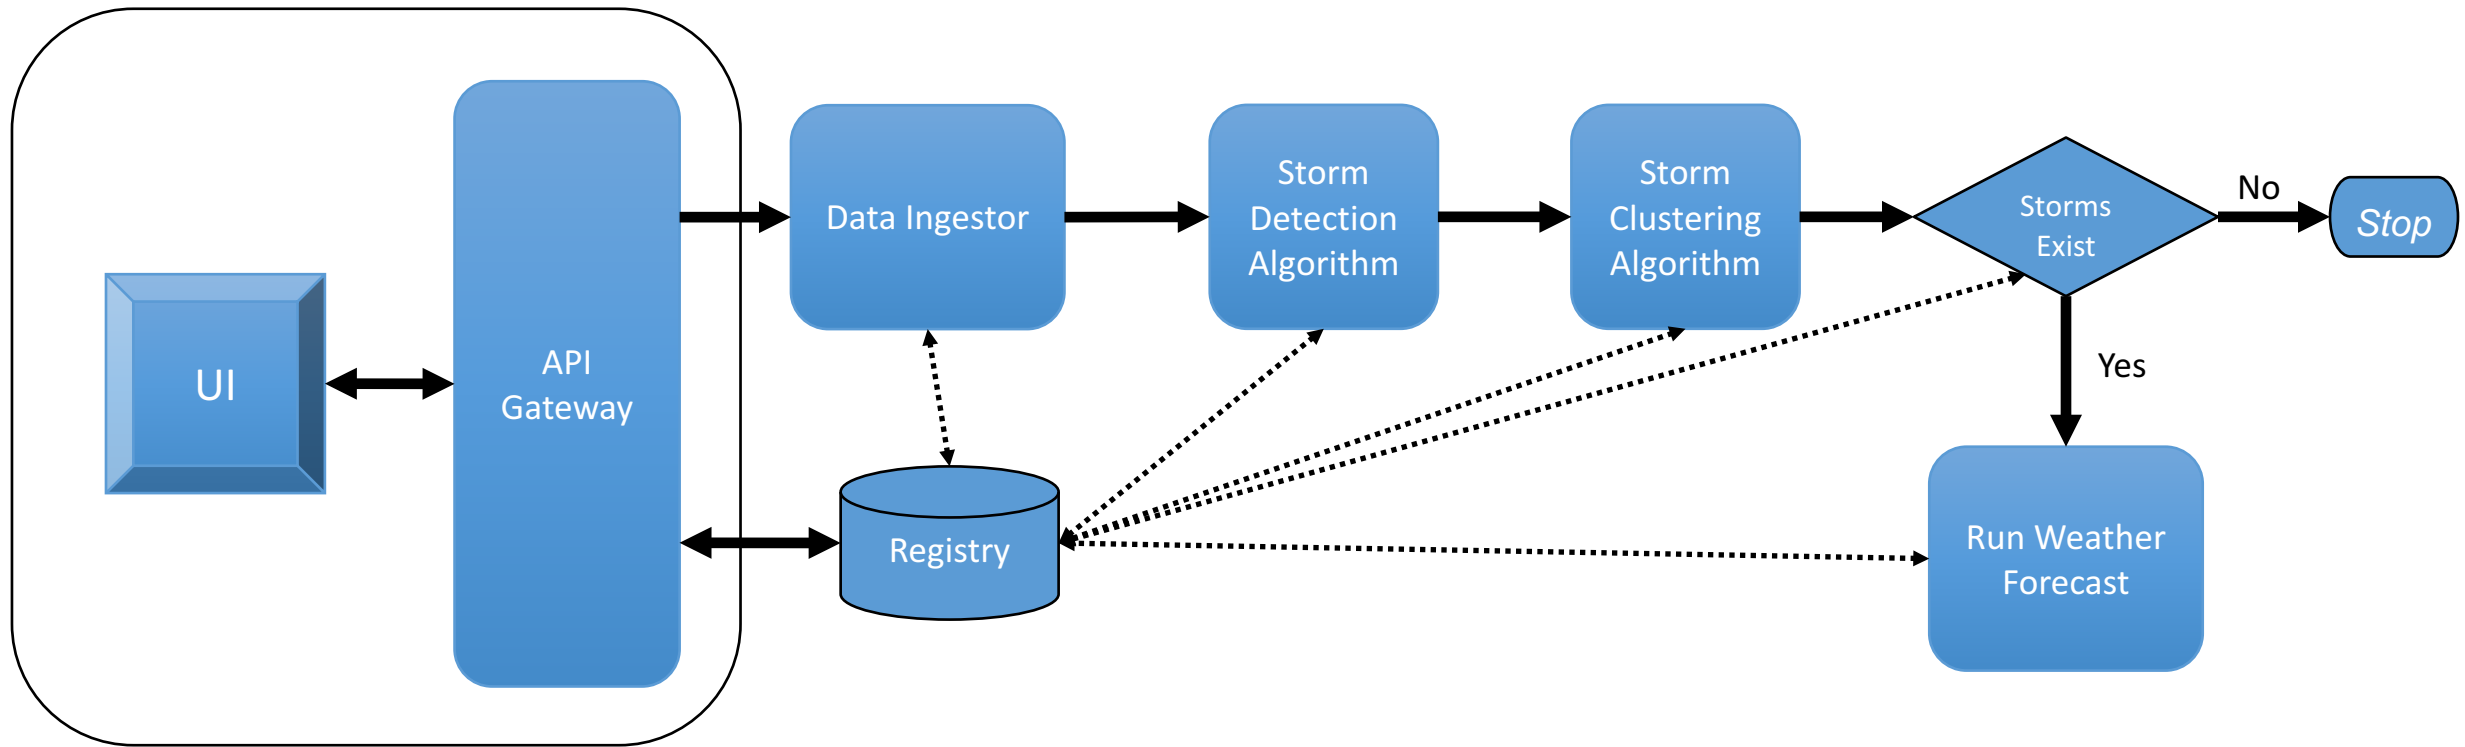 UI
API
Gateway
Data Ingestor
Registry
Storm
Detection
Algorithm
Storm
Clustering
Algorithm
Storms
Exist
No
Stop
Yes
Run Weather
Forecast